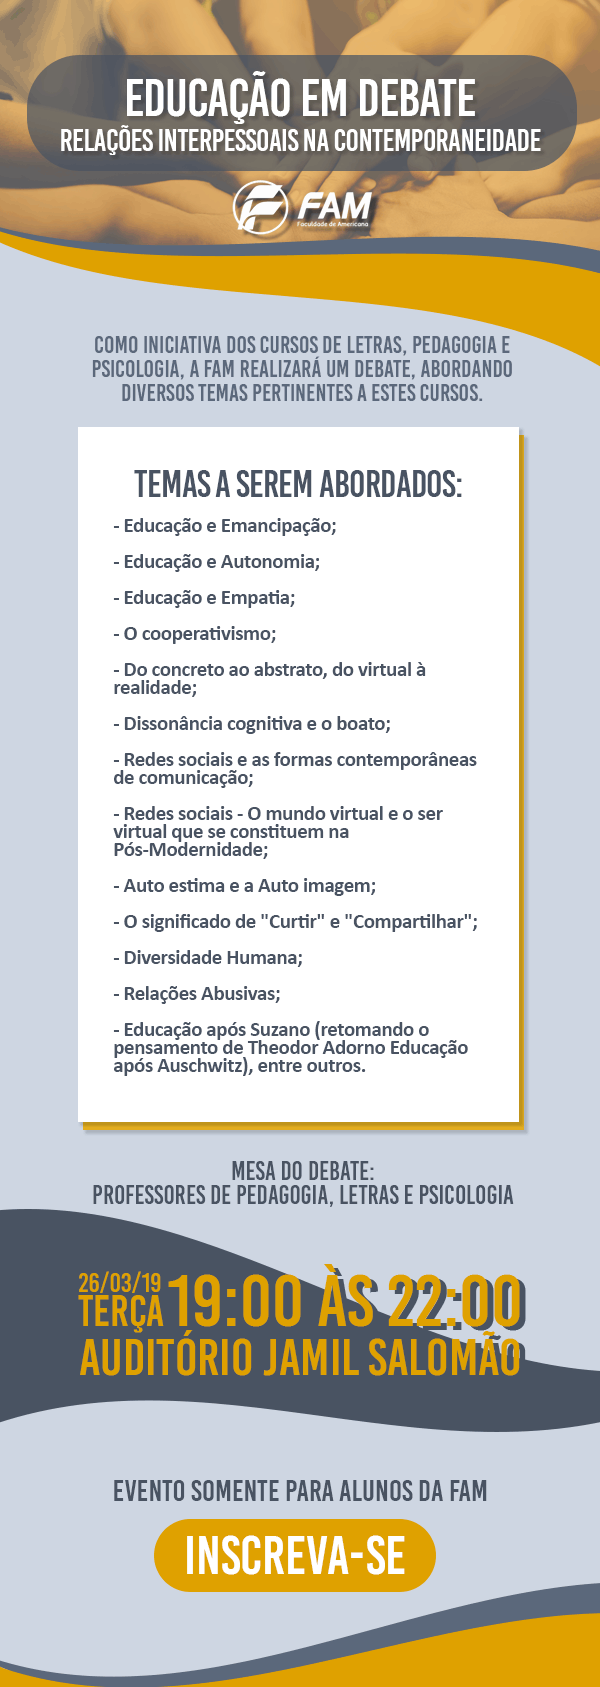 EDUCAÇÃO EM DEBATE
RELAÇÕES INTERPESSOAIS NA CONTEMPORANEIDADE
FAM
Faculdade de Americana
COMO INICIATIVA DOS CURSOS DE LETRAS, PEDAGOGIA E
PSICOLOGIA, A FAM REALIZARÁ UM DEBATE, ABORDANDO
DIVERSOS TEMAS PERTINENTES A ESTES CURSOS.
TEMAS A SEREM ABORDADOS:
- Educação e Emancipação;
- Educação e Autonomia;
- Educação e Empatia;
- O cooperativismo;
- Do concreto ao abstrato, do virtual à
realidade;
- Dissonância cognitiva e o boato;
- Redes sociais e as formas contemporâneas
de comunicação;
- Redes sociais - O mundo virtual e o ser
virtual que se constituem na
Pós-Modernidade;
- Auto estima e a Auto imagem;
- O significado de "Curtir" e "Compartilhar";
- Diversidade Humana;
- Relações Abusivas;
- Educação após Suzano (retomando o
pensamento de Theodor Adorno Educação
após Auschwitz), entre outros.
MESA DO DEBATE:
PROFESSORES DE PEDAGOGIA, LETRAS E PSICOLOGIA
26/03/19
TERÇA
19:00 ÀS 22:00
AUDITÓRIO JAMIL SALOMÃO
EVENTO SOMENTE PARA ALUNOS DA FAM
INSCREVA-SE